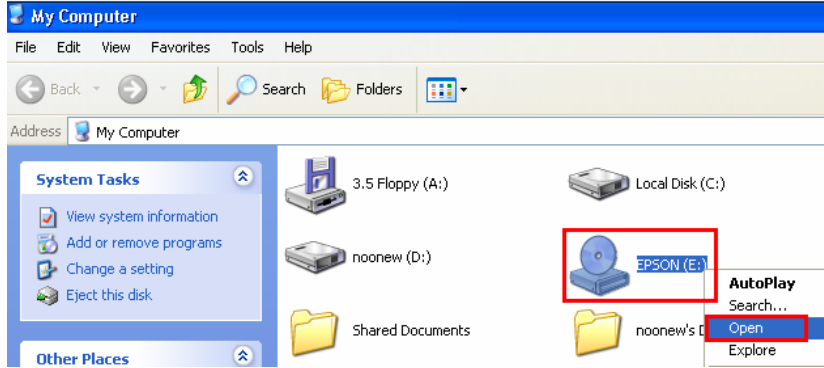 My Computer
File Edit View Favorites Tools Help
Back Search Folders
Address My Computer
System Tasks
View system information
Add or remove programs
Change a setting
Eject this disk
Other Places
3.5 Floppy (A:) Local Disk (C:)
noonew (D:) EPSON (E:)
Shared Documents noonew's
AutoPlay
Search...
Open
Explore